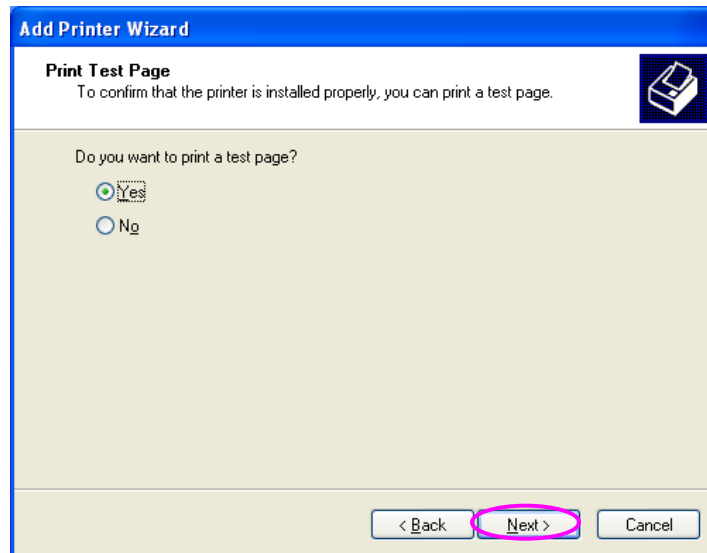 Add Printer Wizard
Print Test Page
To confirm that the printer is installed properly, you can print a test page.
Do you want to print a test page?
Yes
No
< Back
Next >
Cancel